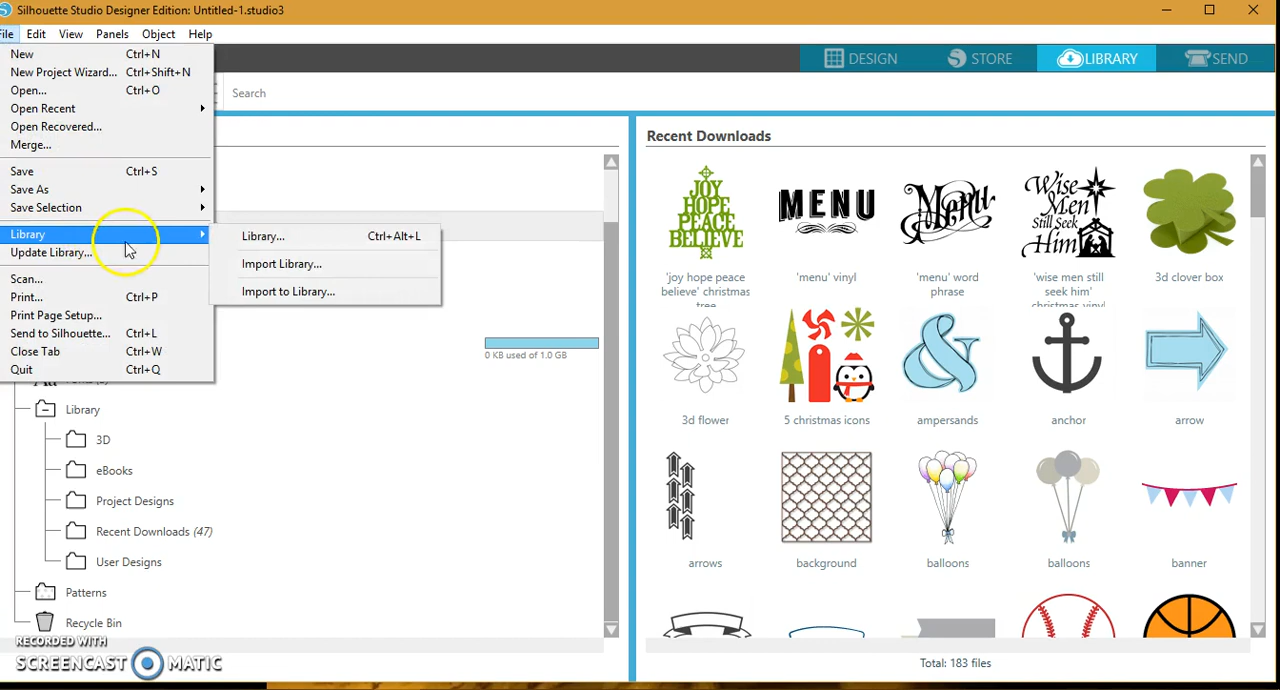 Silhouette Studio Designer Edition: Untitled-1.studio3
File Edit View Panels Object Help
DESIGN STORE LIBRARY SEND
Search
New Ctrl+N
New Project Wizard... Ctrl+Shift+N
Open... Ctrl+O
Open Recent
Open Recovered...
Merge...
Save Ctrl+S
Save As
Save Selection
Library
Update Library...
Scan...
Print... Ctrl+P
Print Page Setup...
Send to Silhouette... Ctrl+L
Close Tab Ctrl+W
Quit Ctrl+Q
Library... Ctrl+Alt+L
Import Library...
Import to Library...
0 KB used of 1.0 GB
Library
3D
eBooks
Project Designs
Recent Downloads (47)
User Designs
Patterns
Recycle Bin
RECORDED WITH
SCREENCAST MATIC
Recent Downloads
JOY
HOPE
PEACE
BELIEVE
MENU
Menu
Wise
Men
Still Seek
Him
'joy hope peace
believe' christmas
tree
'menu' vinyl
'menu' word
phrase
'wise men still
seek him'
christmas vinyl
3d clover box
3d flower
5 christmas icons
ampersands
anchor
arrow
arrows
background
balloons
balloons
banner
Total: 183 files